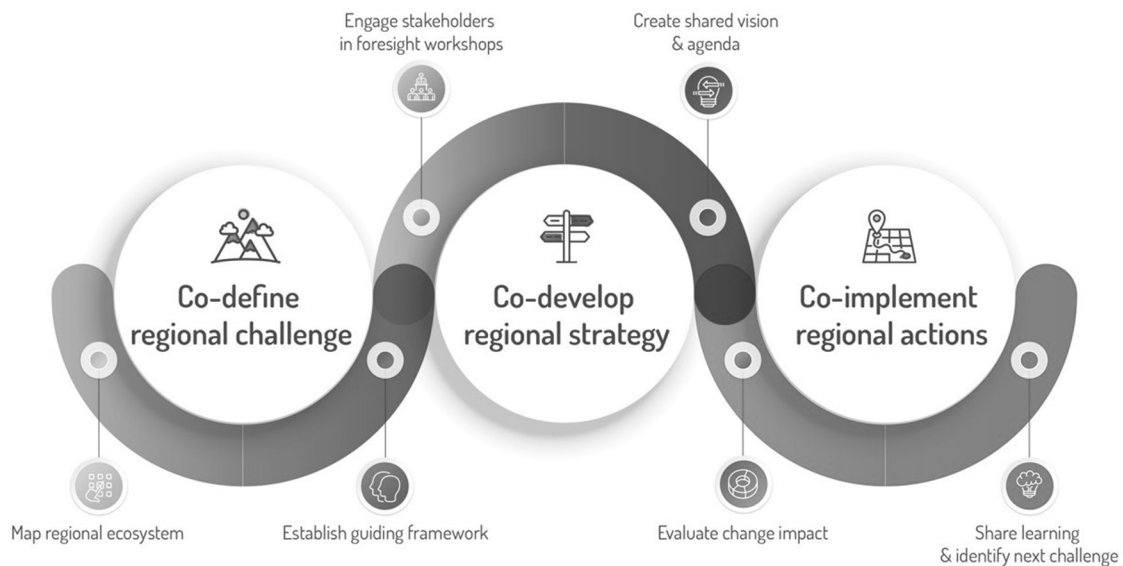 Engage stakeholders
in foresight workshops
Create shared vision
& agenda
Co-define
regional challenge
Co-develop
regional strategy
Co-implement
regional actions
Map regional ecosystem
Establish guiding framework
Evaluate change impact
Share learning
& identify next challenge